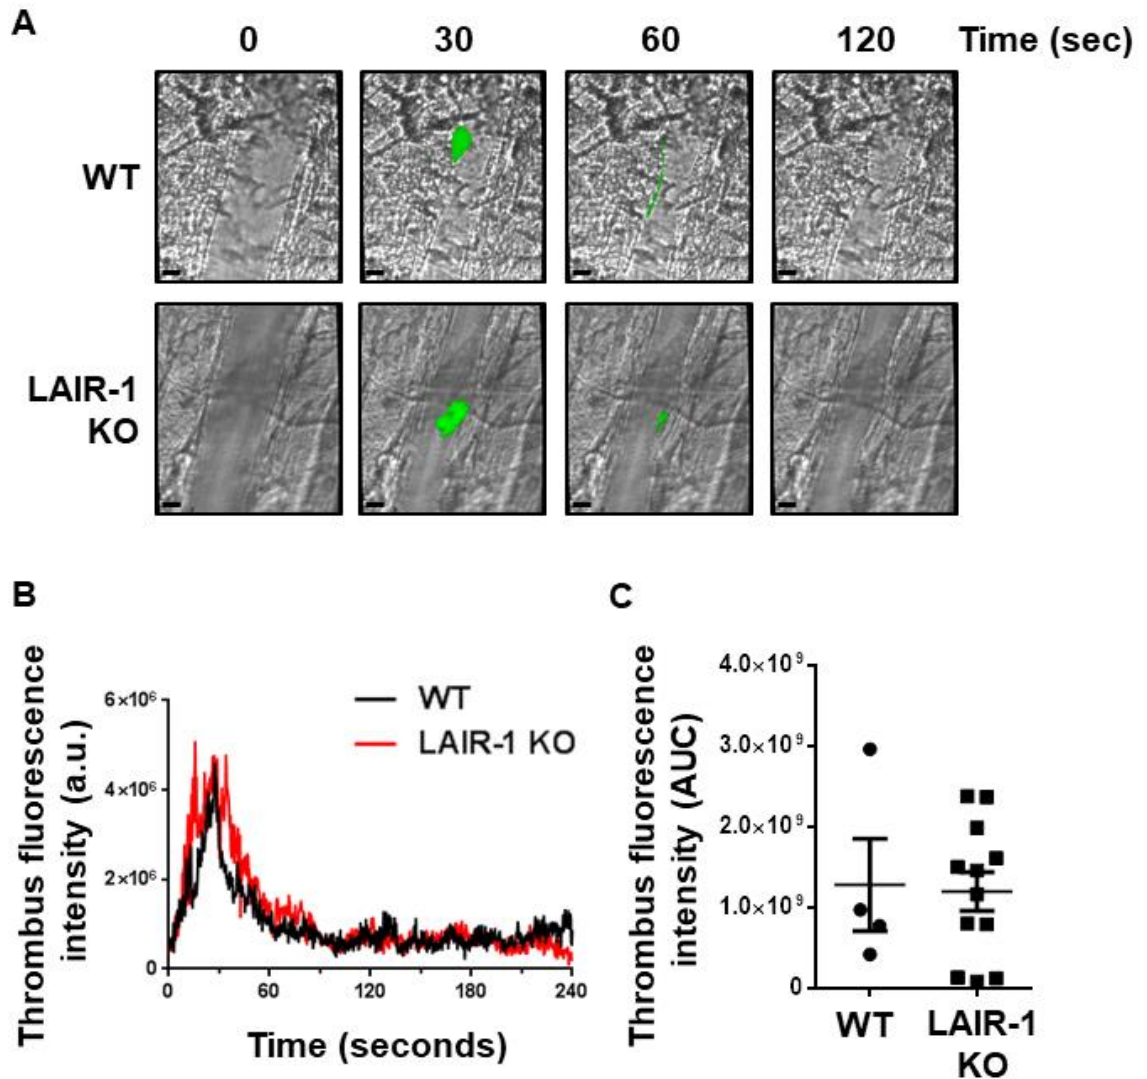 A
0 30 60 120 Time (sec)
WT
LAIR-1
KO
B
Thrombus fluorescence
intensity (a.u.)
6×10⁶
4×10⁶
2×10⁶
0
0 60 120 180 240
Time (seconds)
WT
LAIR-1 KO
C
Thrombus fluorescence
intensity (AUC)
4.0×10⁹
3.0×10⁹
2.0×10⁹
1.0×10⁹
0
WT LAIR-1
KO